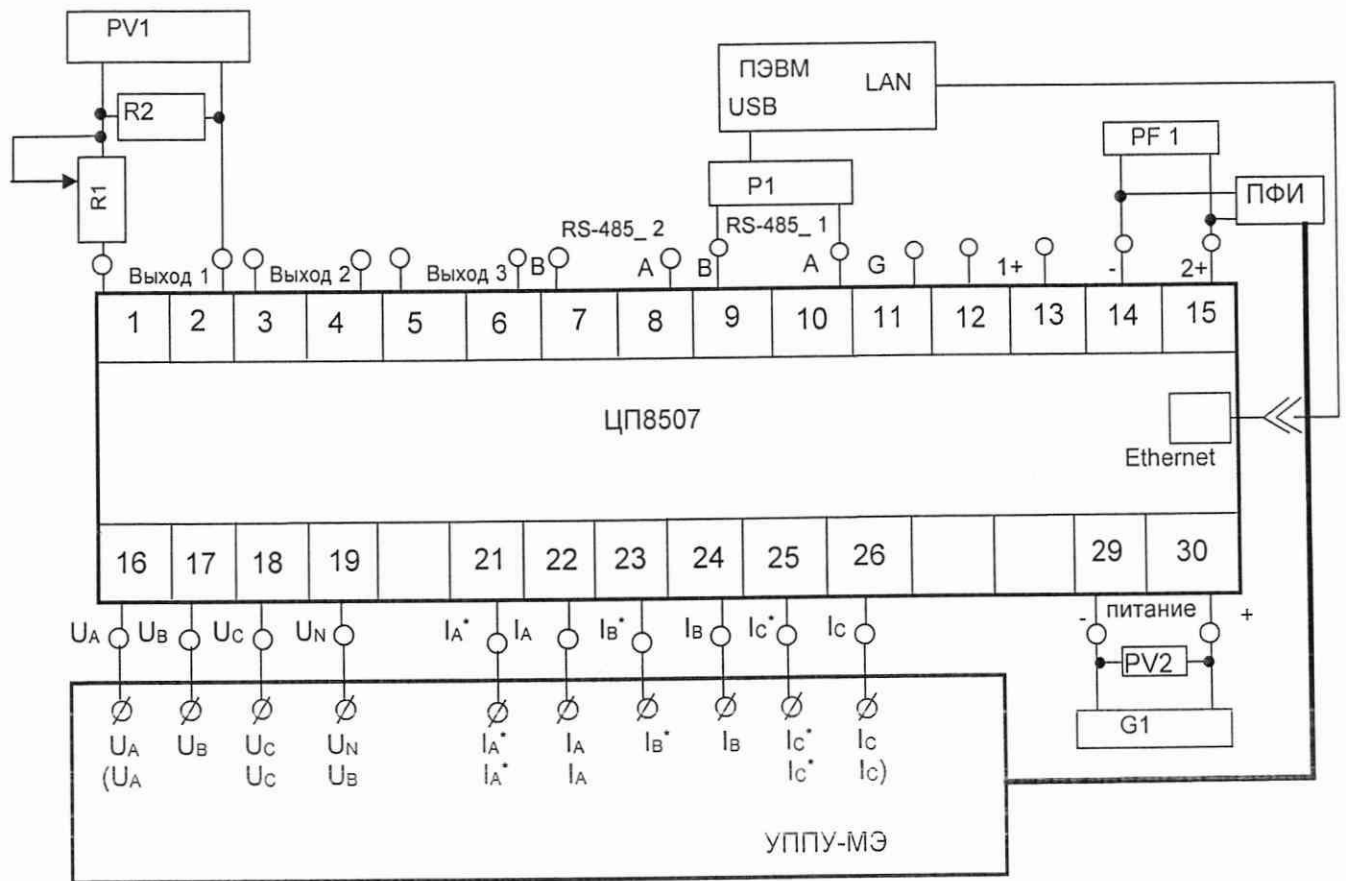 PV1
ПЭВМ
LAN
USB
R2
PF 1
R1
P1
ПФИ
RS-485_ 2
RS-485_ 1
Выход 1
Выход 2
Выход 3
B
A
B
A
G
1+
-
2+
1 2 3 4 5 6 7 8 9 10 11 12 13 14 15
ЦП8507
Ethernet
16 17 18 19 21 22 23 24 25 26 29 30
UA UB UC UN IA* IA IB* IB IC* IC - питание +
PV2
G1
UA UB UC UN IA* IA IB* IB IC* IC
(UA UC UB IA* IA IC* IC)
УППУ-МЭ